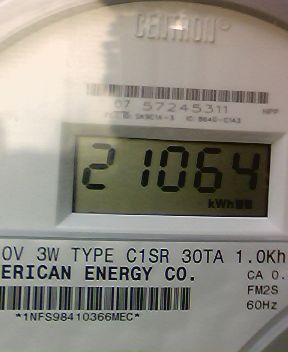 CENTRON®
07 57245311
21064
kWh
0V 3W TYPE C1SR 30TA 1.0Kh
ERICAN ENERGY CO.
CA 0.
FM2S
60Hz
*1NFS98410366MEC*